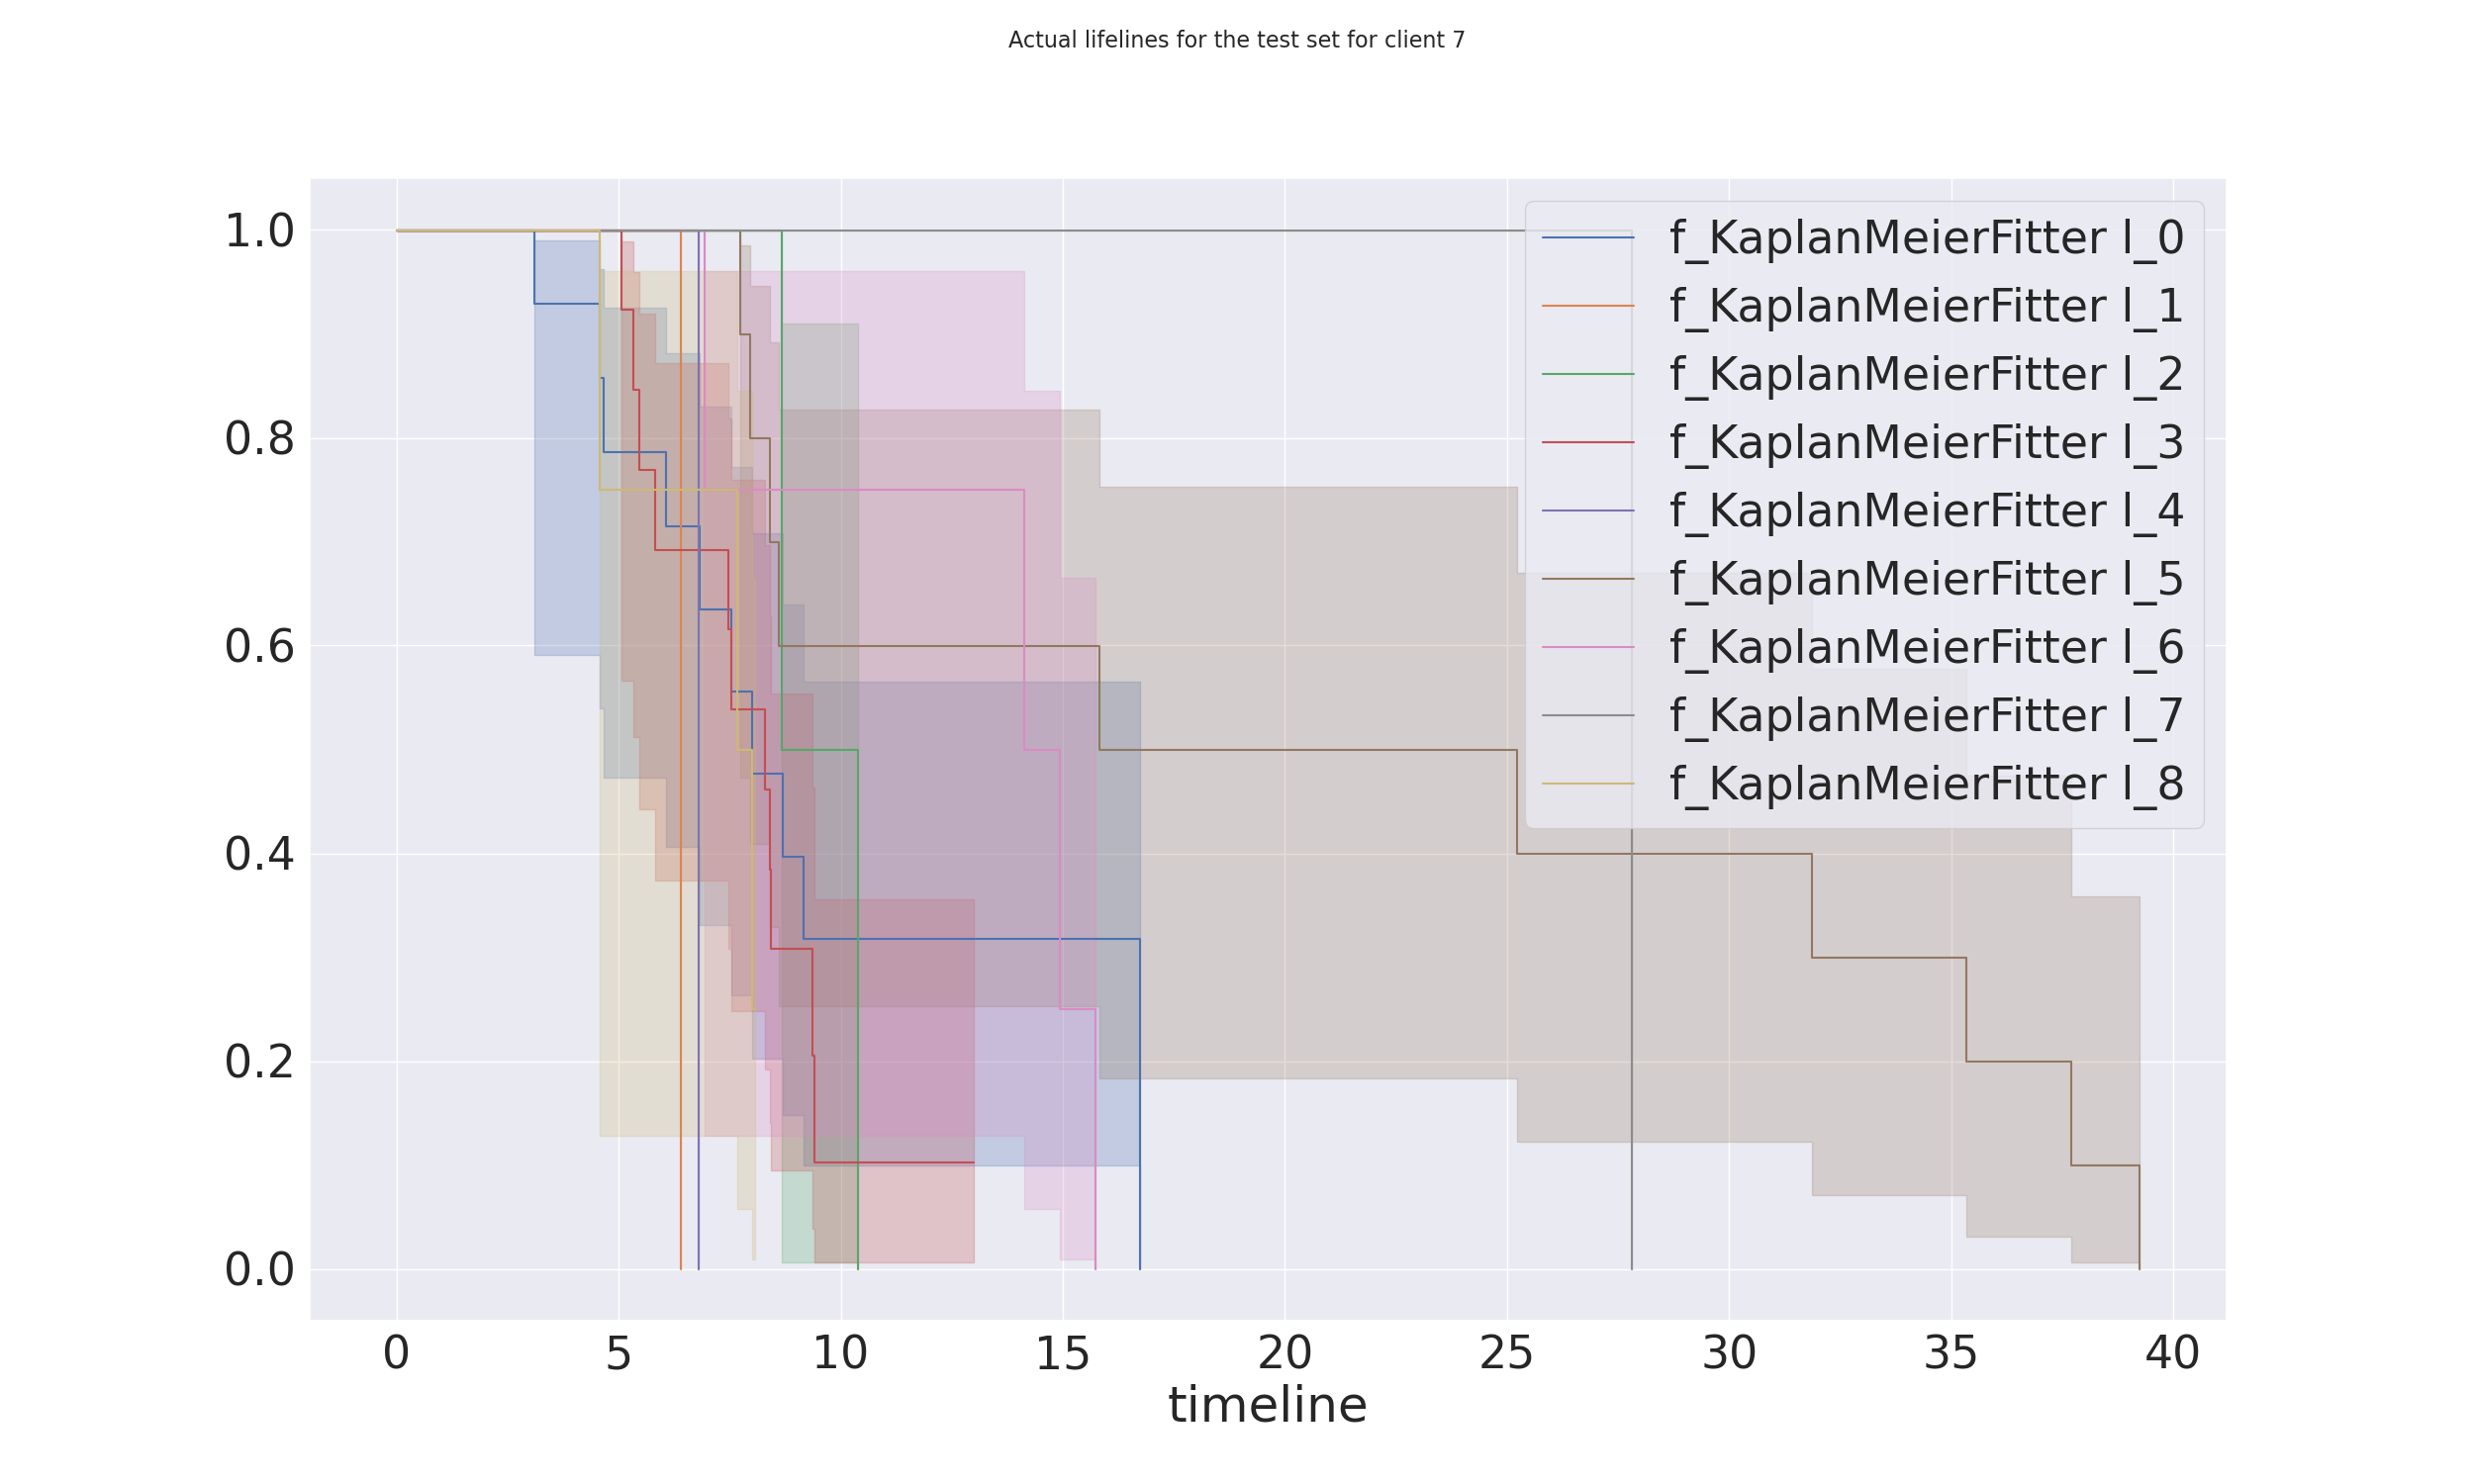 Actual lifelines for the test set for client 7
1.0
0.8
0.6
0.4
0.2
0.0
f_KaplanMeierFitter l_0
f_KaplanMeierFitter l_1
f_KaplanMeierFitter l_2
f_KaplanMeierFitter l_3
f_KaplanMeierFitter l_4
f_KaplanMeierFitter l_5
f_KaplanMeierFitter l_6
f_KaplanMeierFitter l_7
f_KaplanMeierFitter l_8
0 5 10 15 20 25 30 35 40
timeline